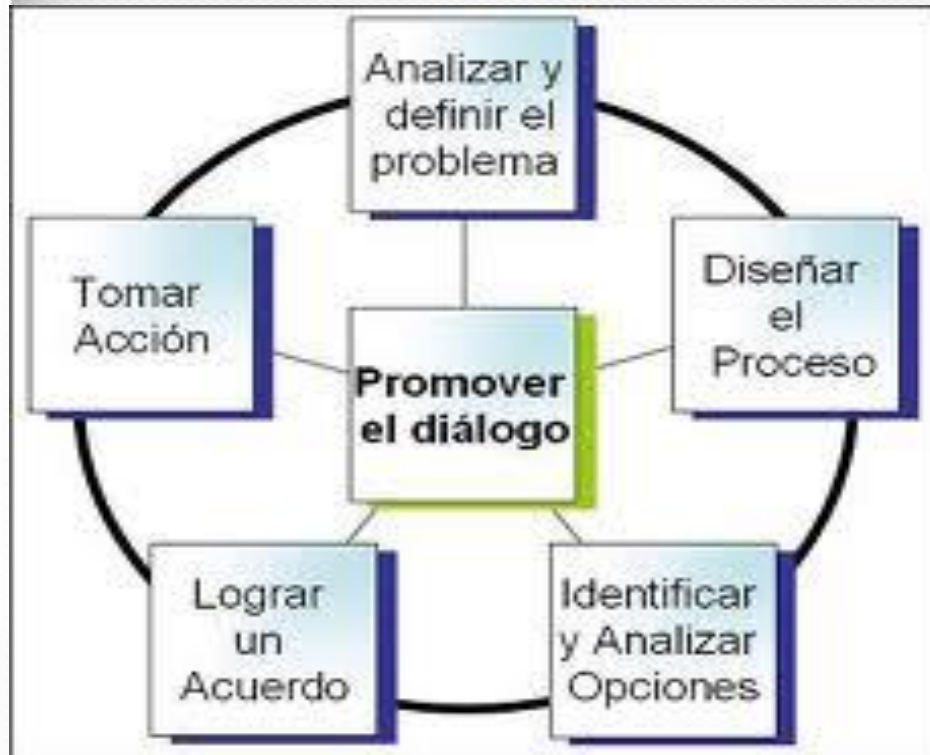 Analizar y
definir el
problema
Diseñar
el
Proceso
Identificar
y Analizar
Opciones
Lograr
un
Acuerdo
Tomar
Acción
Promover
el diálogo